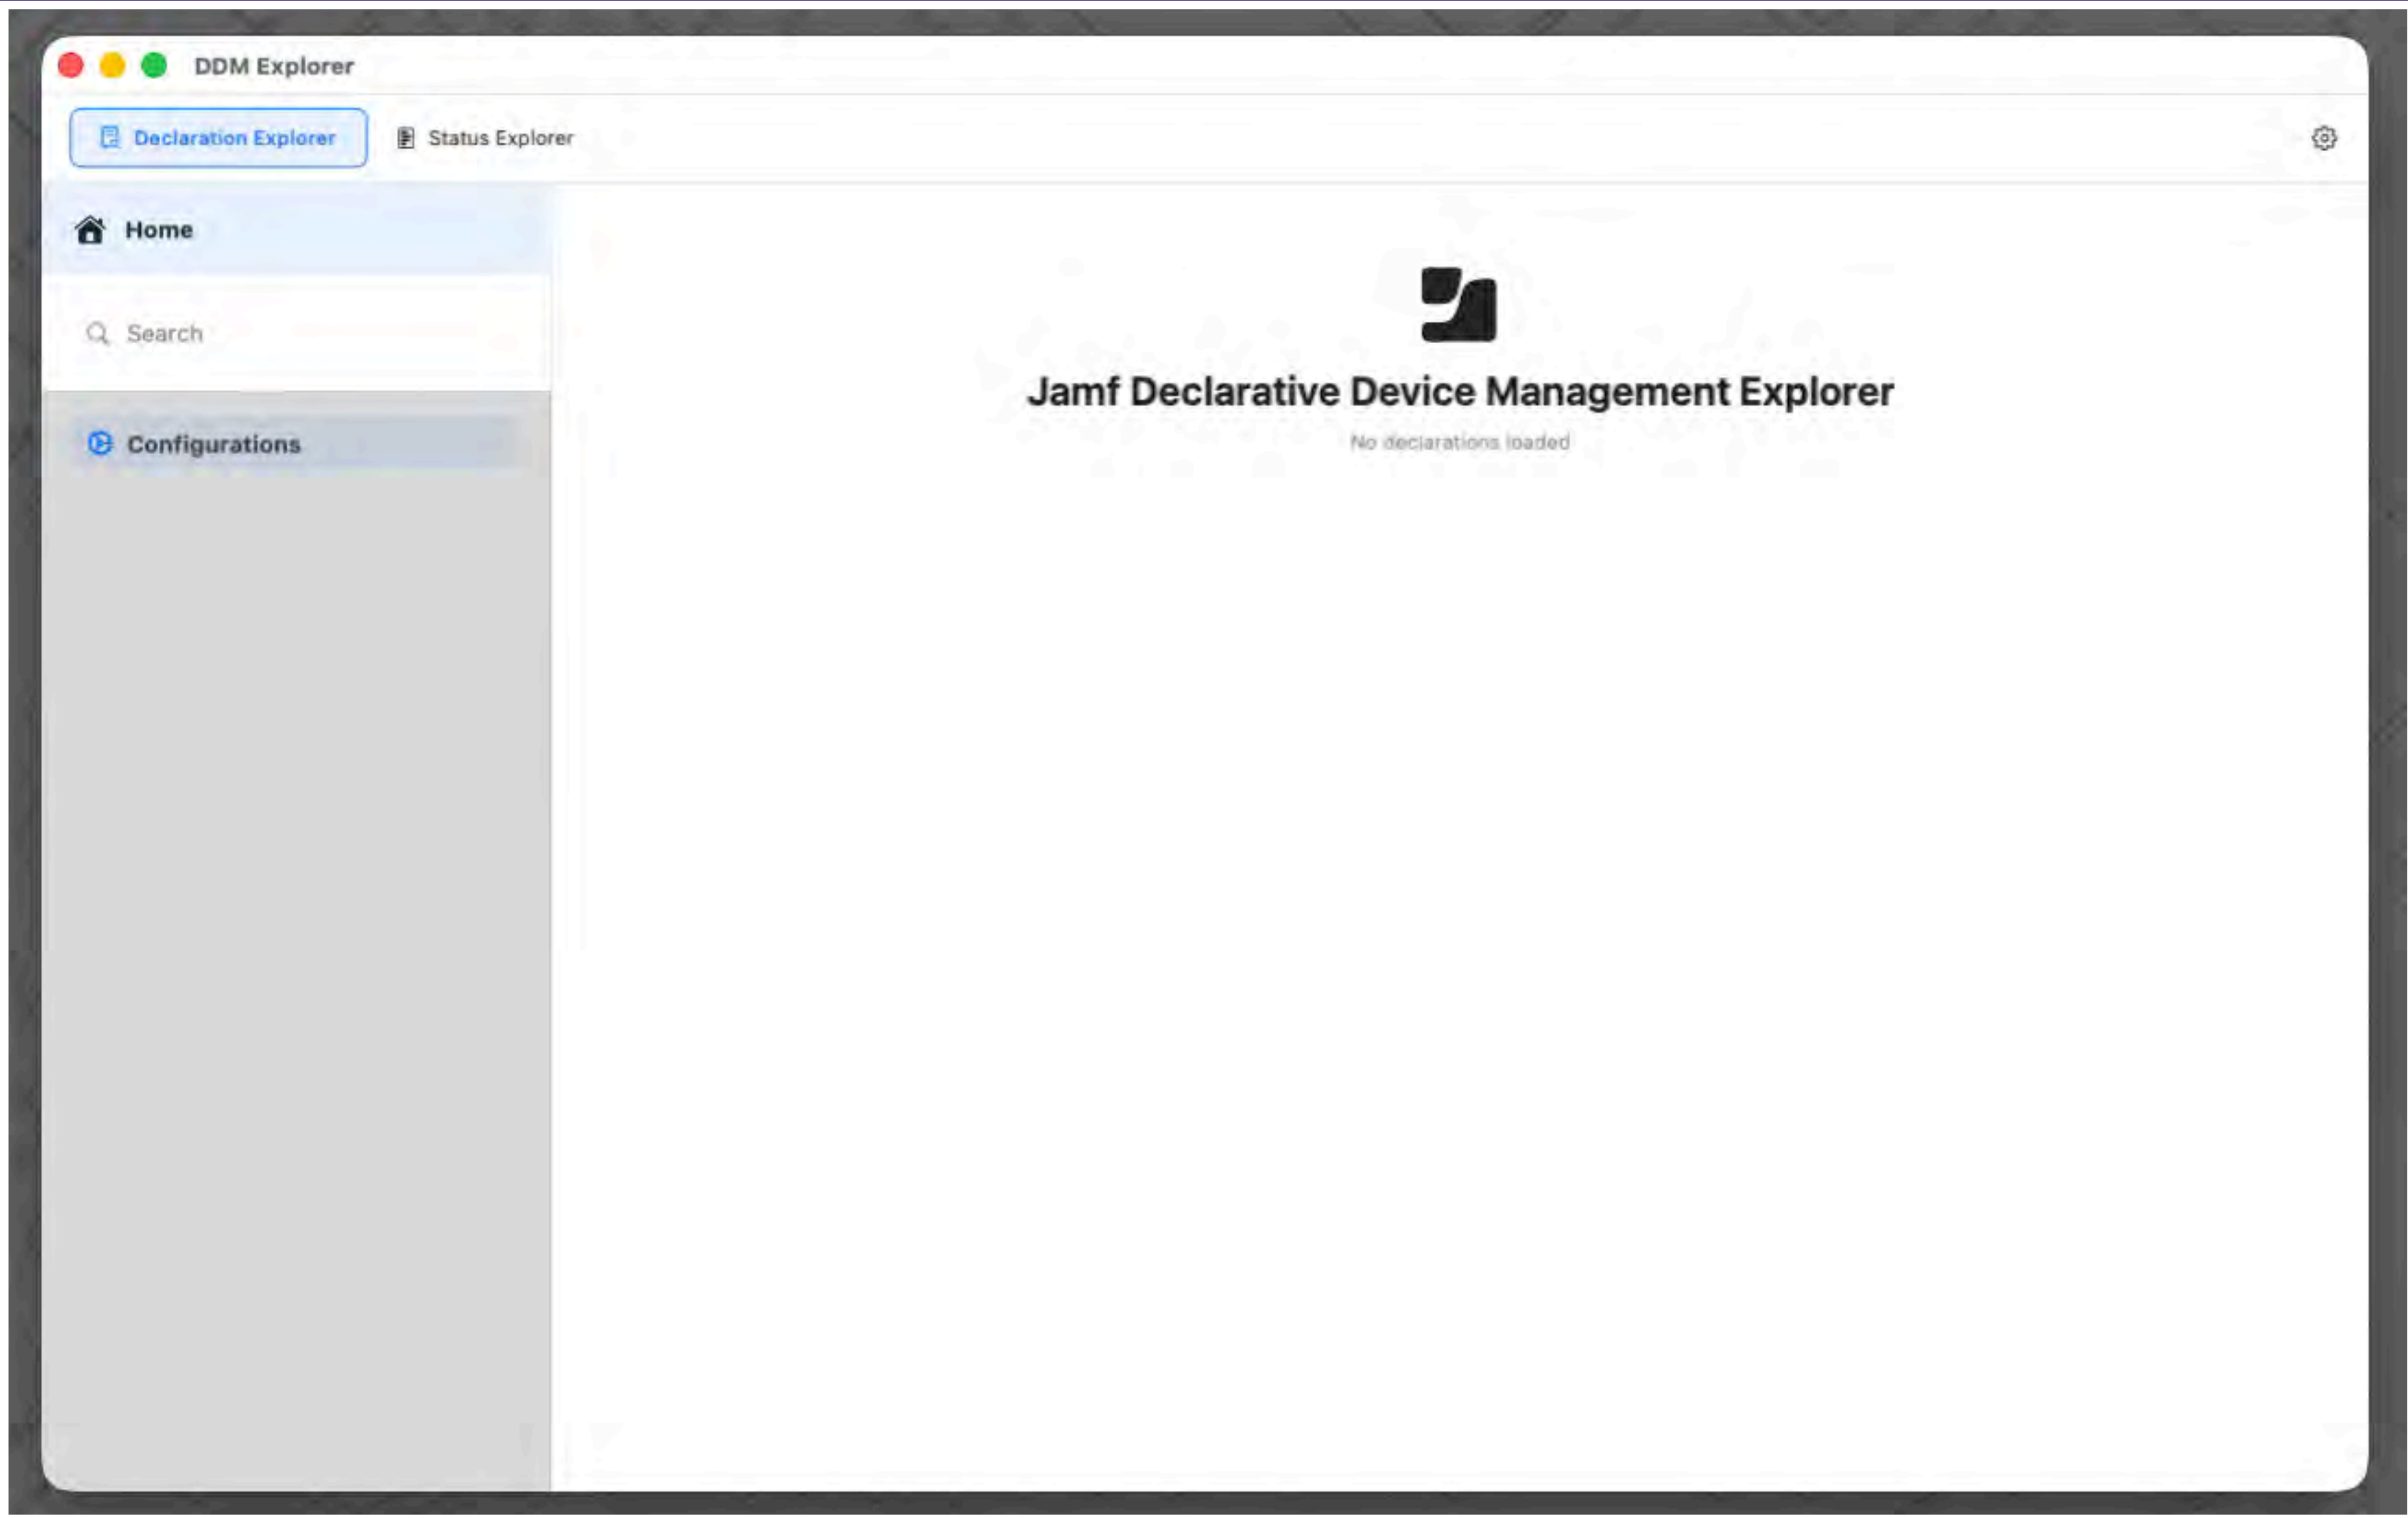 DDM Explorer
Declaration Explorer
Status Explorer
Home
Search
Configurations
Jamf Declarative Device Management Explorer
No declarations loaded